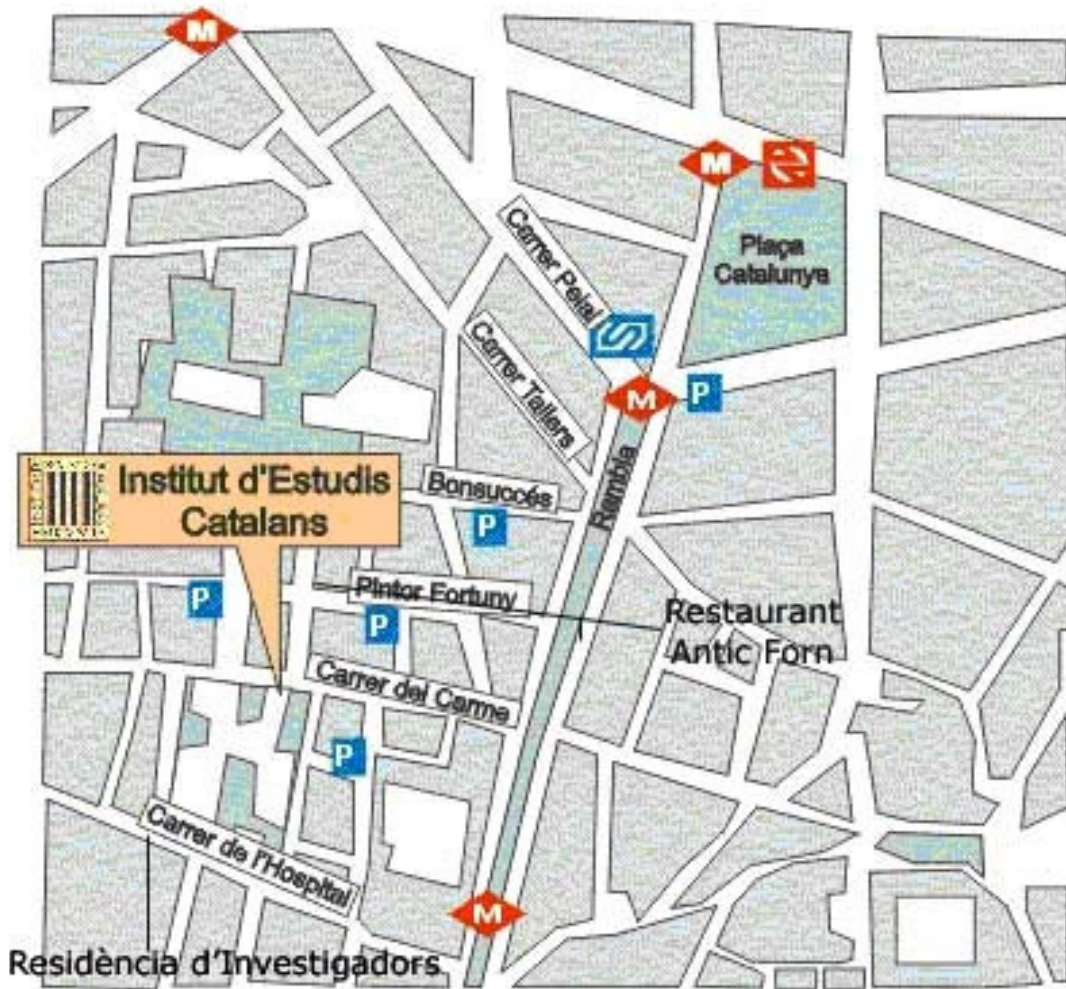 M
M
Carrer Pelai
Plaça
Catalunya
Carrer Tallers
M
P
Rambla
Institut d'Estudis
Catalans
Bonsuccés
P
P
Pintor Fortuny
P
Restaurant
Antic Forn
Carrer del Carme
P
Carrer de l'Hospital
M
Residència d'Investigadors